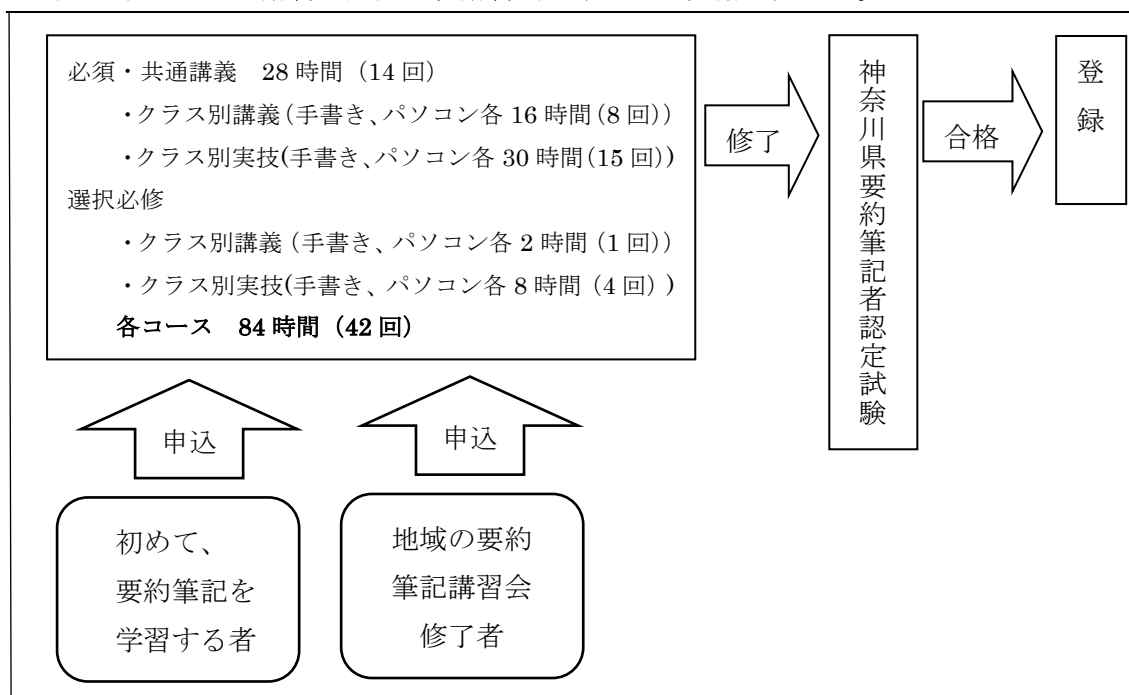 必須・共通講義　28 時間（14 回）
・クラス別講義（手書き、パソコン各 16 時間（8 回））
・クラス別実技(手書き、パソコン各 30 時間（15 回）)
選択必修
・クラス別講義（手書き、パソコン各 2 時間（1 回））
・クラス別実技(手書き、パソコン各 8 時間（4 回）)
各コース　84 時間（42 回）
修了
神奈川県要約筆記者認定試験
合格
登録
申込
申込
初めて、
要約筆記を
学習する者
地域の要約
筆記講習会
修了者